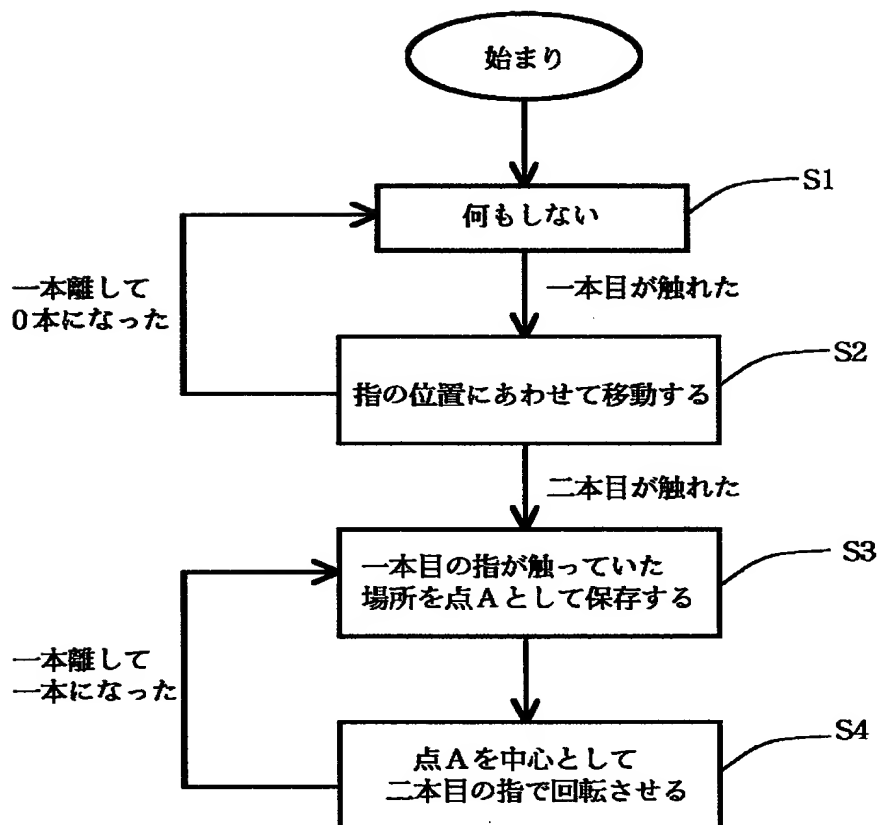 始まり
S1
何もしない
一本離して
0本になった
一本目が触れた
S2
指の位置にあわせて移動する
二本目が触れた
S3
一本目の指が触っていた
場所を点Aとして保存する
一本離して
一本になった
S4
点Aを中心として
二本目の指で回転させる